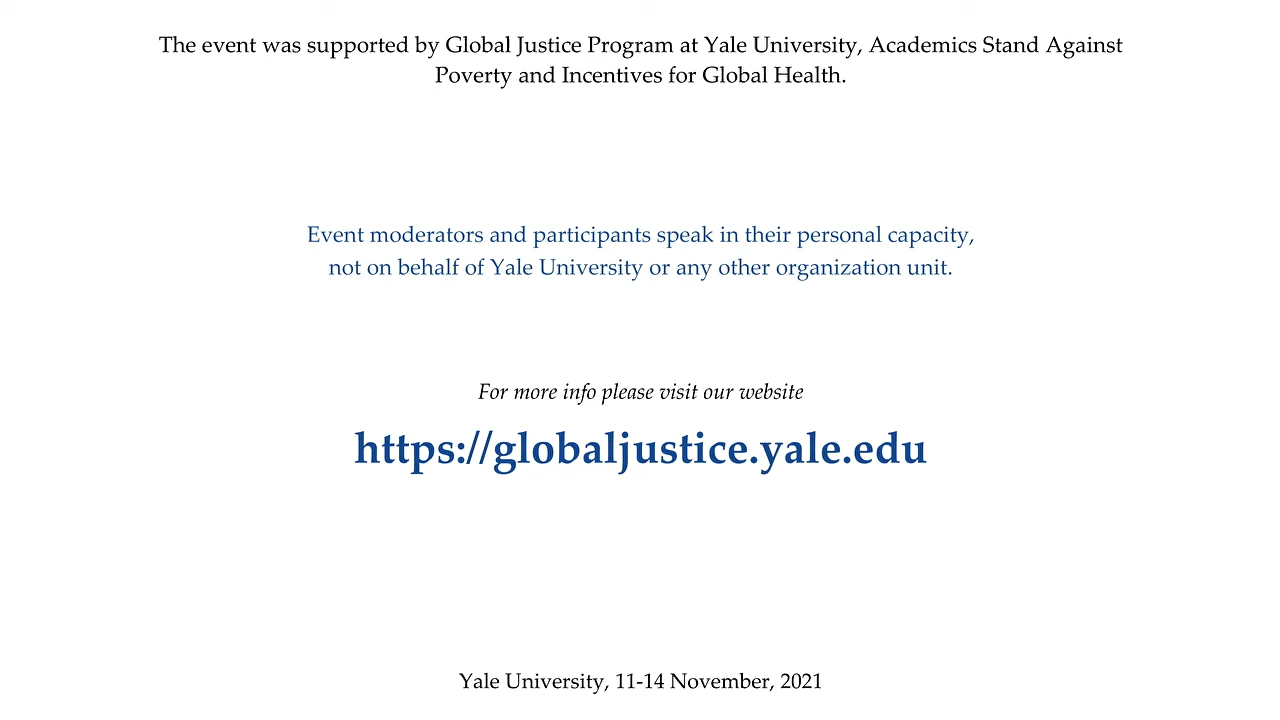 The event was supported by Global Justice Program at Yale University, Academics Stand Against
Poverty and Incentives for Global Health.
Event moderators and participants speak in their personal capacity,
not on behalf of Yale University or any other organization unit.
For more info please visit our website
https://globaljustice.yale.edu
Yale University, 11-14 November, 2021